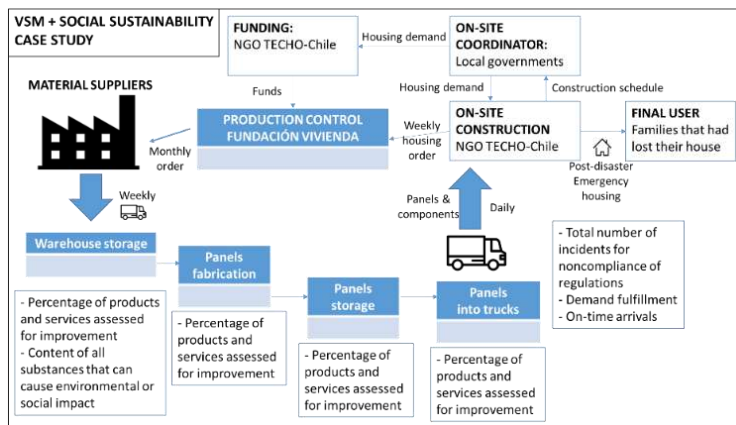 VSM + SOCIAL SUSTAINABILITY
CASE STUDY
FUNDING:
NGO TECHO-Chile
Housing demand
ON-SITE
COORDINATOR:
Local governments
MATERIAL SUPPLIERS
Funds
Housing demand
Construction schedule
PRODUCTION CONTROL
FUNDACIÓN VIVIENDA
Monthly
order
Weekly
housing
order
ON-SITE
CONSTRUCTION
NGO TECHO-Chile
FINAL USER
Families that had
lost their house
Post-disaster
Emergency
housing
Weekly
Panels &
components
Daily
Warehouse storage
Panels
fabrication
Panels
storage
Panels
into trucks
- Total number of
incidents for
noncompliance of
regulations
- Demand fulfillment
- On-time arrivals
- Percentage of products
and services assessed
for improvement
- Content of all
substances that can
cause environmental or
social impact
- Percentage of
products and
services assessed
for improvement
- Percentage of
products and
services assessed
for improvement
- Percentage of
products and
services assessed
for improvement